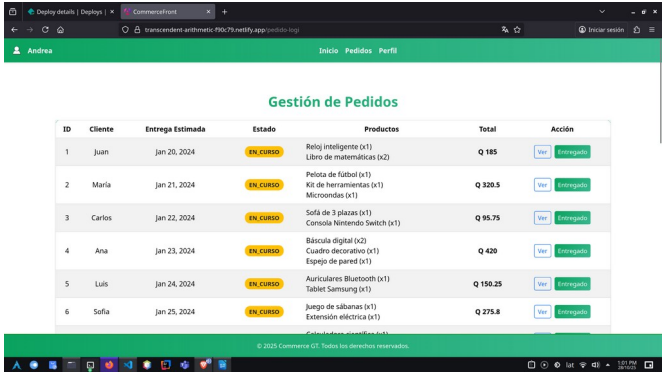 Deploy details | Deploys |
CommerceFront
transcendent-arithmetic-f90c79.netlify.app/pedido-logi
Iniciar sesión
Andrea
Inicio Pedidos Perfil
Gestión de Pedidos
ID Cliente Entrega Estimada Estado Productos Total Acción
1 Juan Jan 20, 2024 EN_CURSO Reloj inteligente (x1) Q 185 Ver Entregado
Libro de matemáticas (x2)
2 María Jan 21, 2024 EN_CURSO Pelota de fútbol (x1) Q 320.5 Ver Entregado
Kit de herramientas (x1)
Microondas (x1)
3 Carlos Jan 22, 2024 EN_CURSO Sofá de 3 plazas (x1) Q 95.75 Ver Entregado
Consola Nintendo Switch (x1)
4 Ana Jan 23, 2024 EN_CURSO Báscula digital (x2) Q 420 Ver Entregado
Cuadro decorativo (x1)
Espejo de pared (x1)
5 Luis Jan 24, 2024 EN_CURSO Auriculares Bluetooth (x1) Q 150.25 Ver Entregado
Tablet Samsung (x1)
6 Sofía Jan 25, 2024 EN_CURSO Juego de sábanas (x1) Q 275.8 Ver Entregado
Extensión eléctrica (x1)
© 2025 Commerce GT. Todos los derechos reservados.
lat
1:01 PM
28/10/25